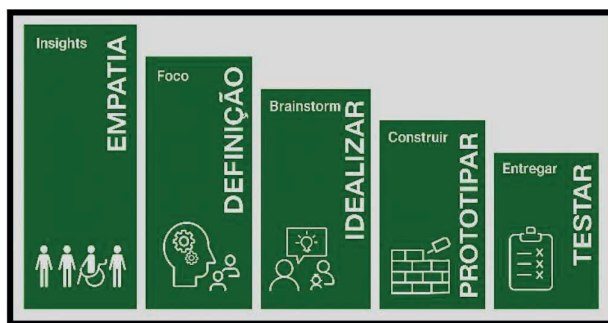 Insights
EMPATIA
Foco
DEFINIÇÃO
Brainstorm
IDEALIZAR
Construir
PROTOTIPAR
Entregar
TESTAR